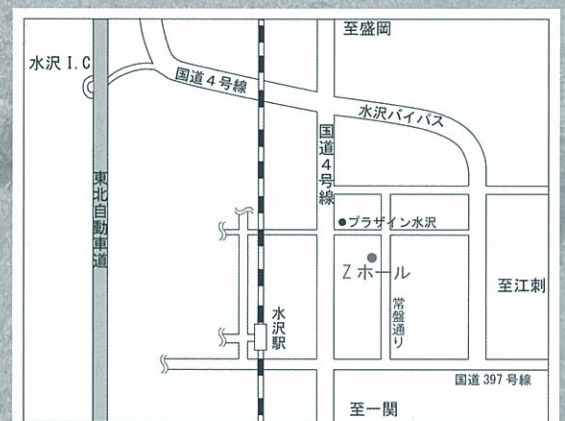 至盛岡
水沢 I.C
国道4号線
水沢バイパス
国道4号線
東北自動車道
プラザイン水沢
Zホール
至江刺
水沢駅
常盤通り
国道397号線
至一関